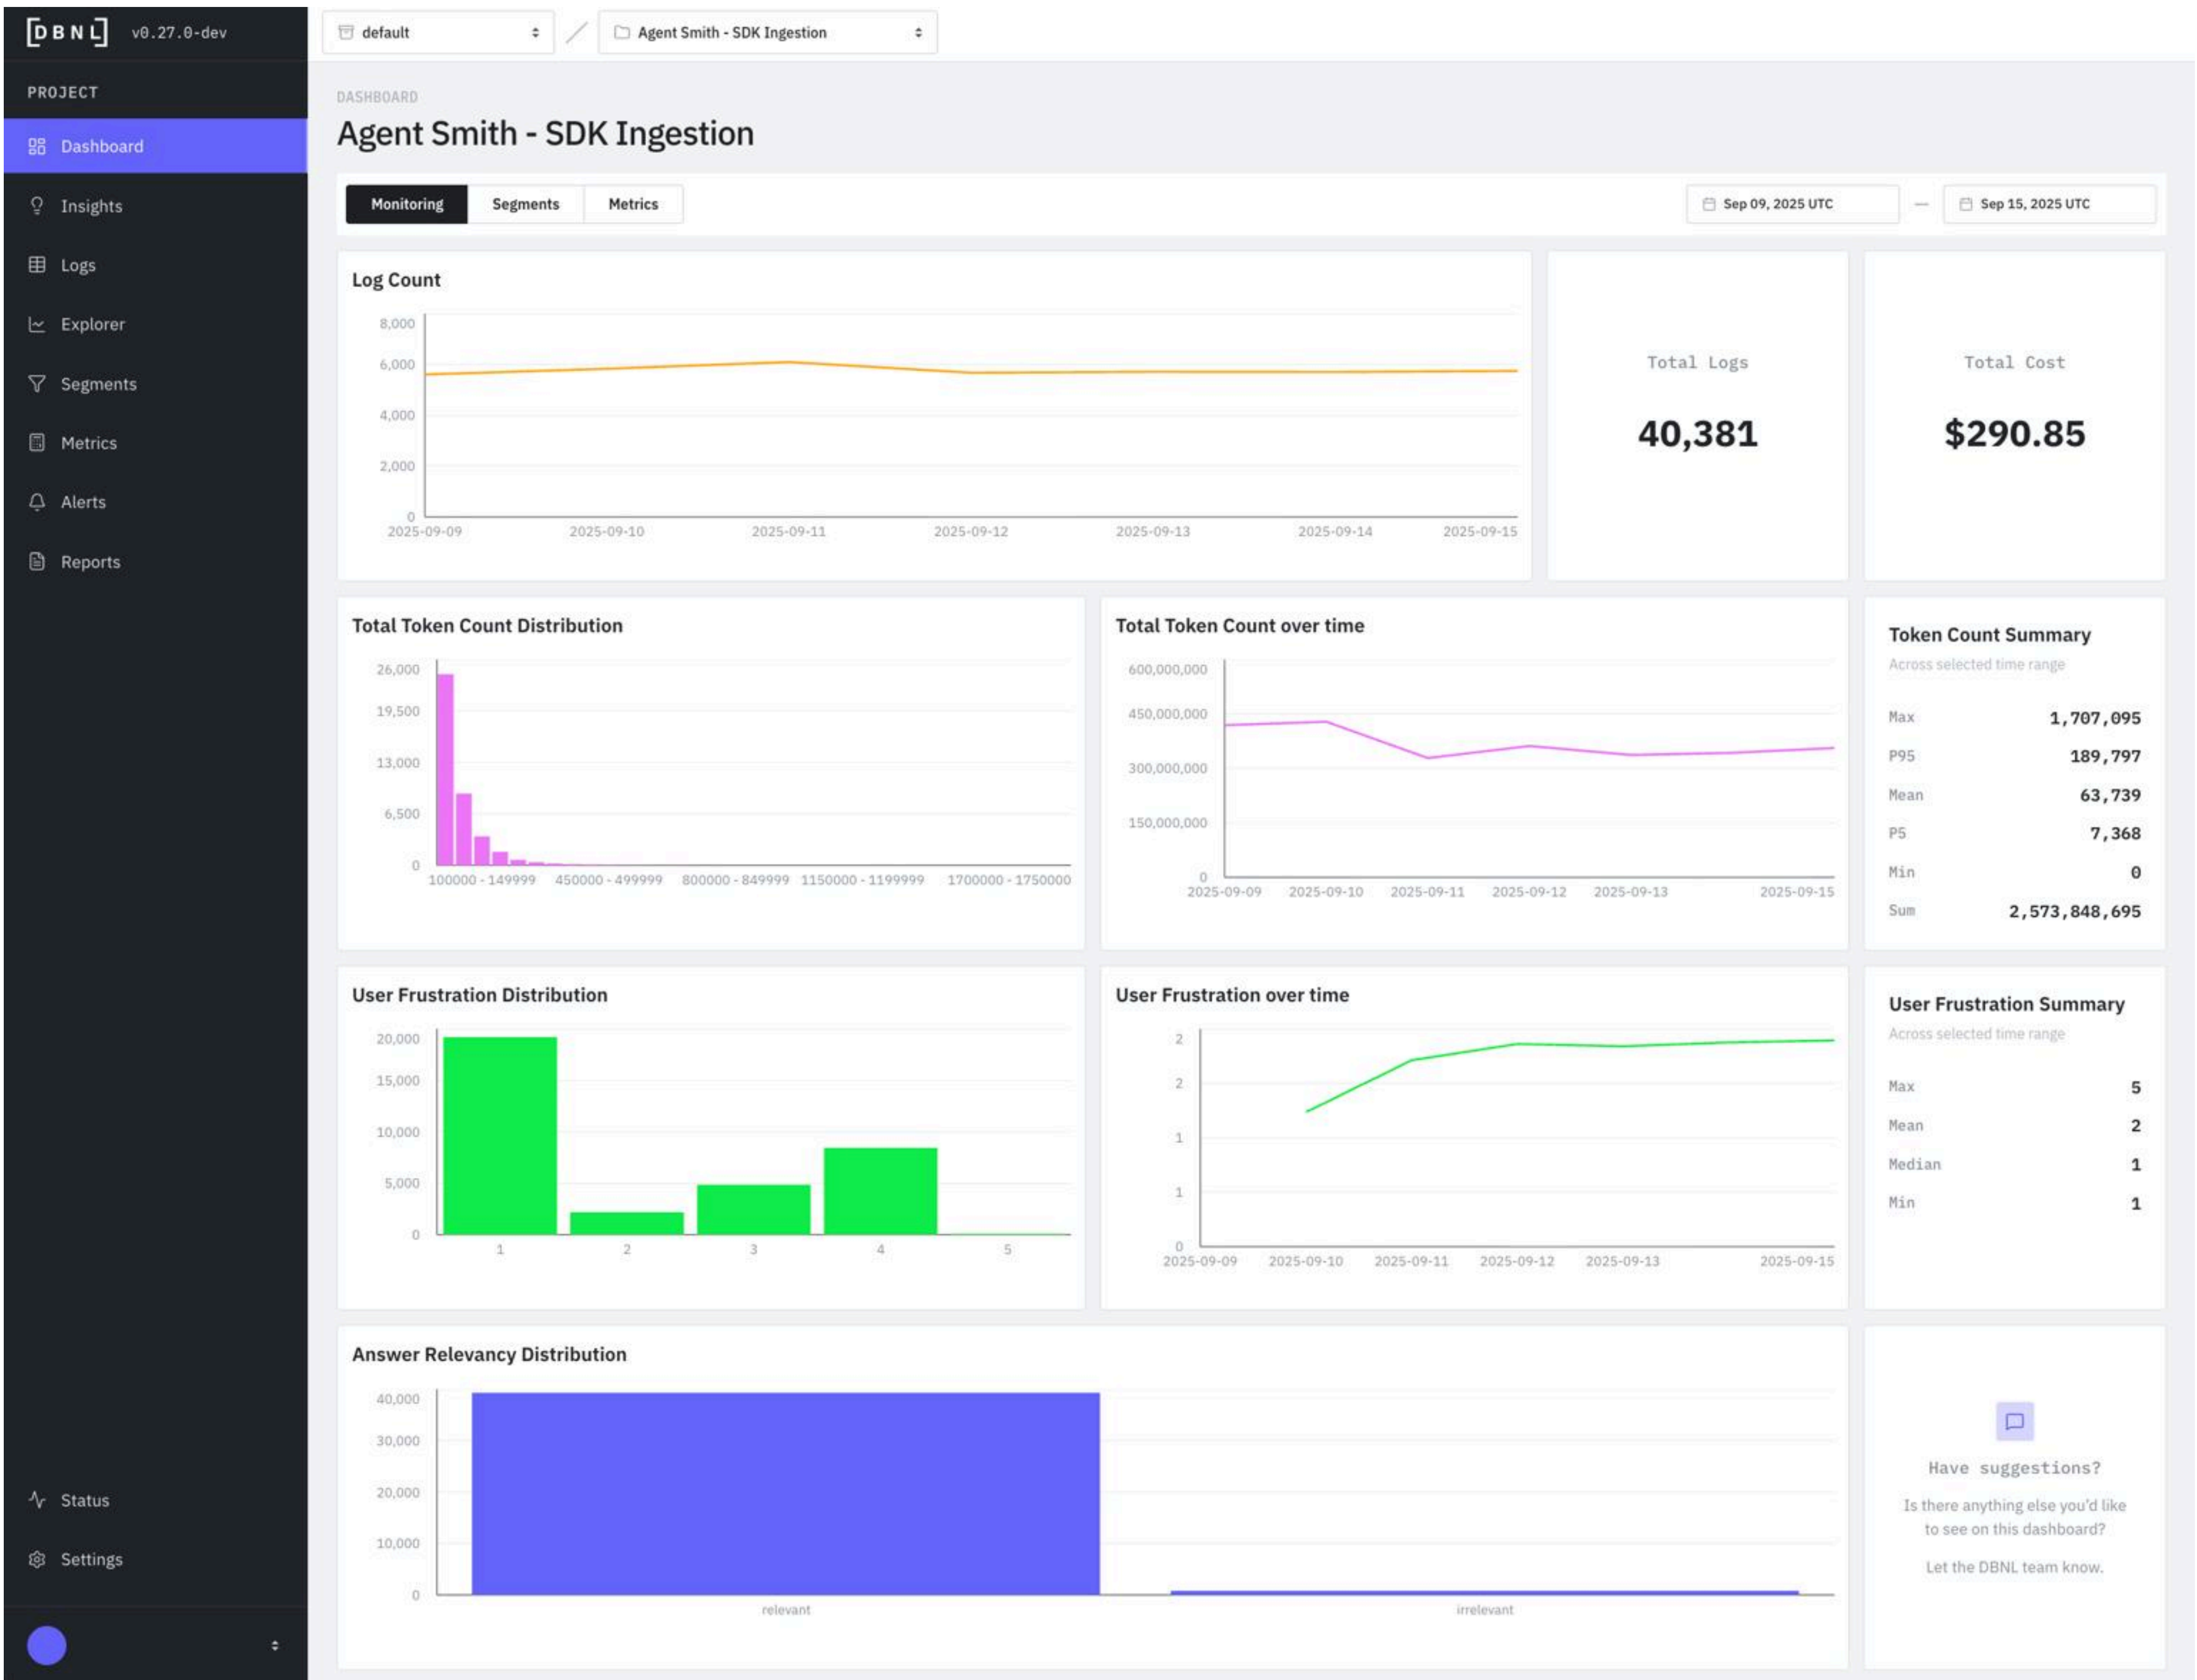 [DBNL] v0.27.0-dev
default / Agent Smith - SDK Ingestion
PROJECT
Dashboard
Insights
Logs
Explorer
Segments
Metrics
Alerts
Reports
Status
Settings
DASHBOARD
Agent Smith - SDK Ingestion
Monitoring Segments Metrics
Sep 09, 2025 UTC — Sep 15, 2025 UTC
Log Count
8,000
6,000
4,000
2,000
0
2025-09-09 2025-09-10 2025-09-11 2025-09-12 2025-09-13 2025-09-14 2025-09-15
Total Logs
40,381
Total Cost
$290.85
Total Token Count Distribution
26,000
19,500
13,000
6,500
0
100000 - 149999 450000 - 499999 800000 - 849999 1150000 - 1199999 1700000 - 1750000
Total Token Count over time
600,000,000
450,000,000
300,000,000
150,000,000
0
2025-09-09 2025-09-10 2025-09-11 2025-09-12 2025-09-13 2025-09-15
Token Count Summary
Across selected time range
Max 1,707,095
P95 189,797
Mean 63,739
P5 7,368
Min 0
Sum 2,573,848,695
User Frustration Distribution
20,000
15,000
10,000
5,000
0
1 2 3 4 5
User Frustration over time
2
2
1
1
0
2025-09-09 2025-09-10 2025-09-11 2025-09-12 2025-09-13 2025-09-15
User Frustration Summary
Across selected time range
Max 5
Mean 2
Median 1
Min 1
Answer Relevancy Distribution
40,000
30,000
20,000
10,000
0
relevant irrelevant
Have suggestions?
Is there anything else you'd like
to see on this dashboard?
Let the DBNL team know.